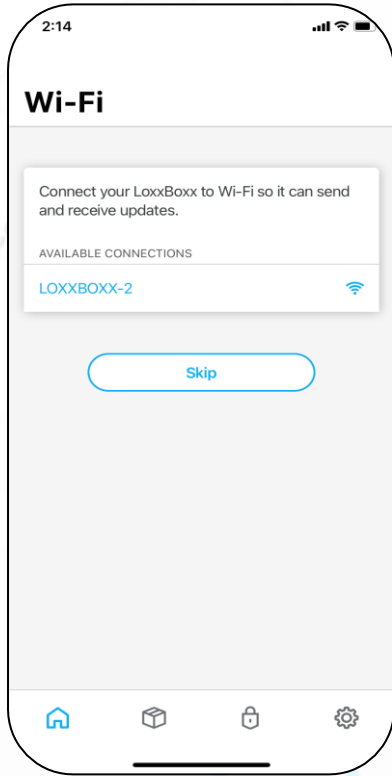 2:14
Wi-Fi
Connect your LoxxBoxx to Wi-Fi so it can send
and receive updates.
AVAILABLE CONNECTIONS
LOXXBOXX-2
Skip